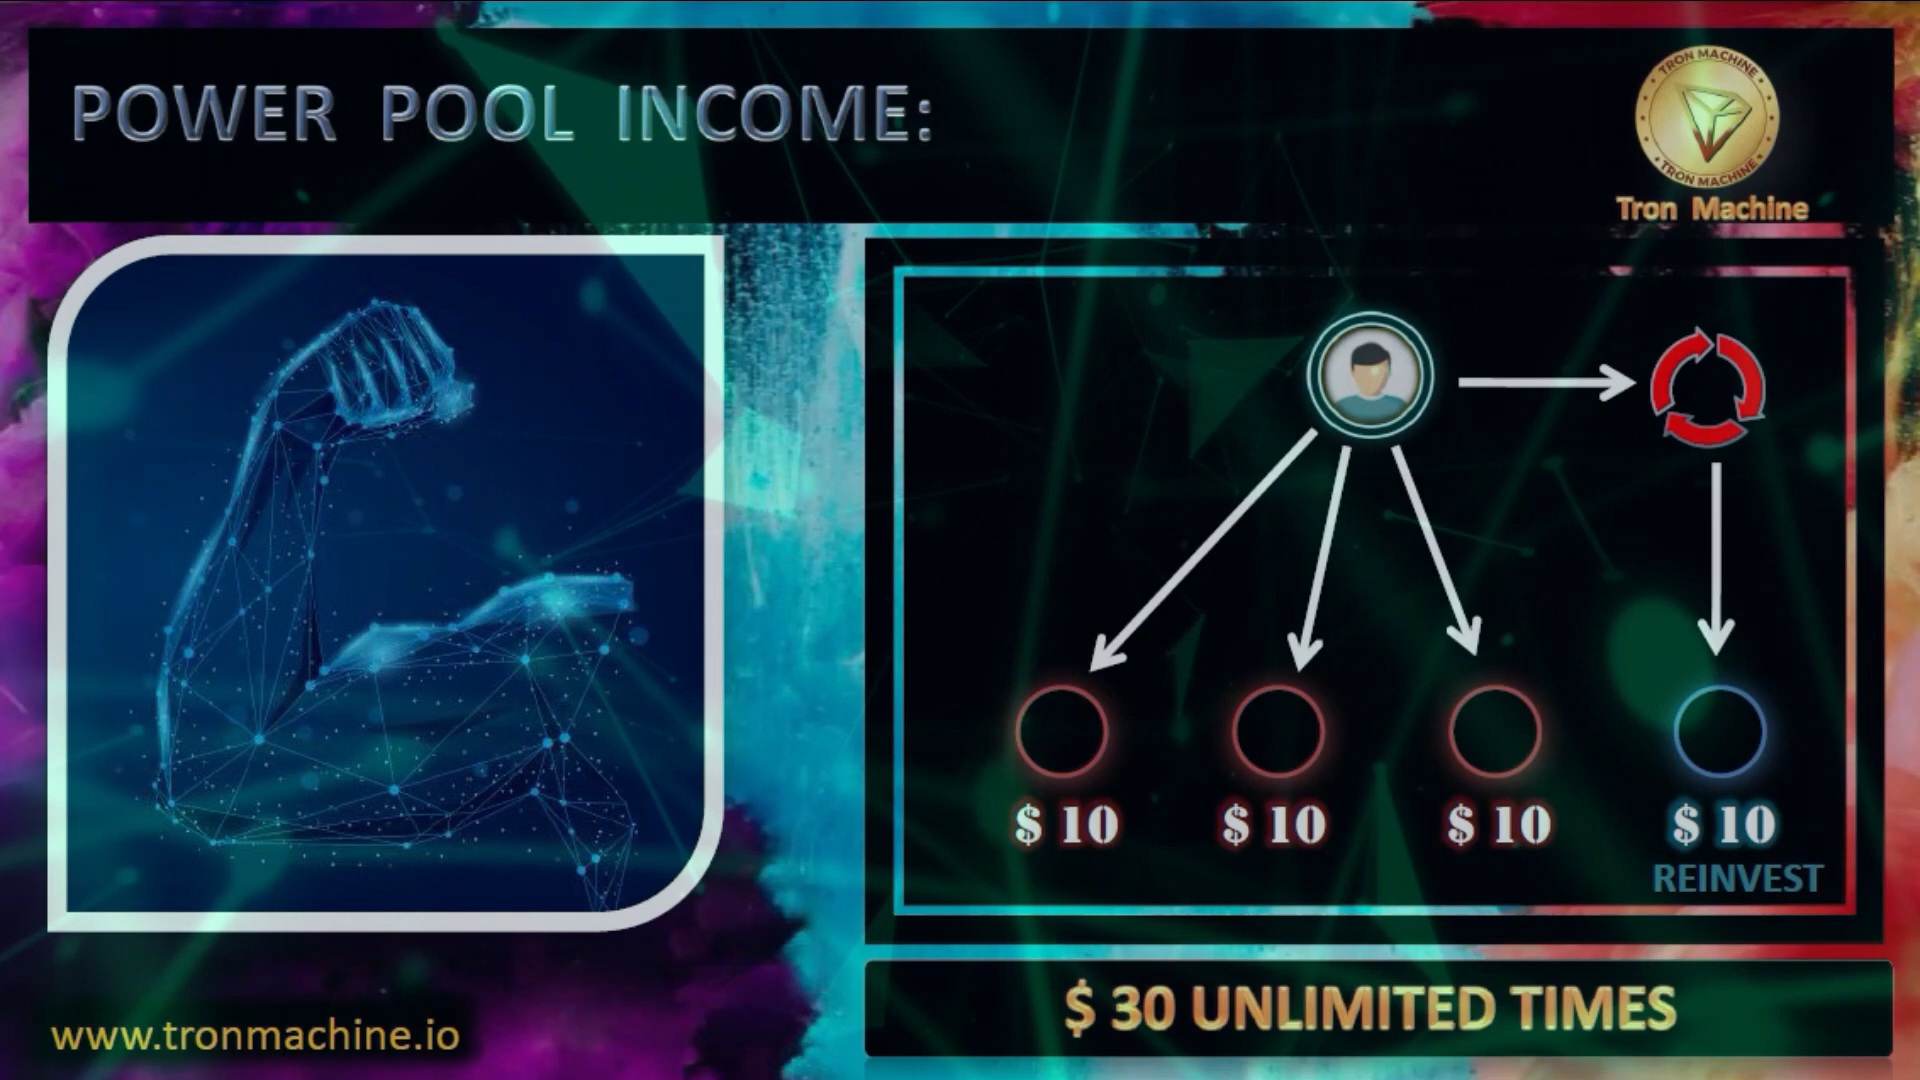 POWER POOL INCOME:
TRON MACHINE
TRON MACHINE
Tron Machine
$ 10
$ 10
$ 10
$ 10
REINVEST
$ 30 UNLIMITED TIMES
www.tronmachine.io